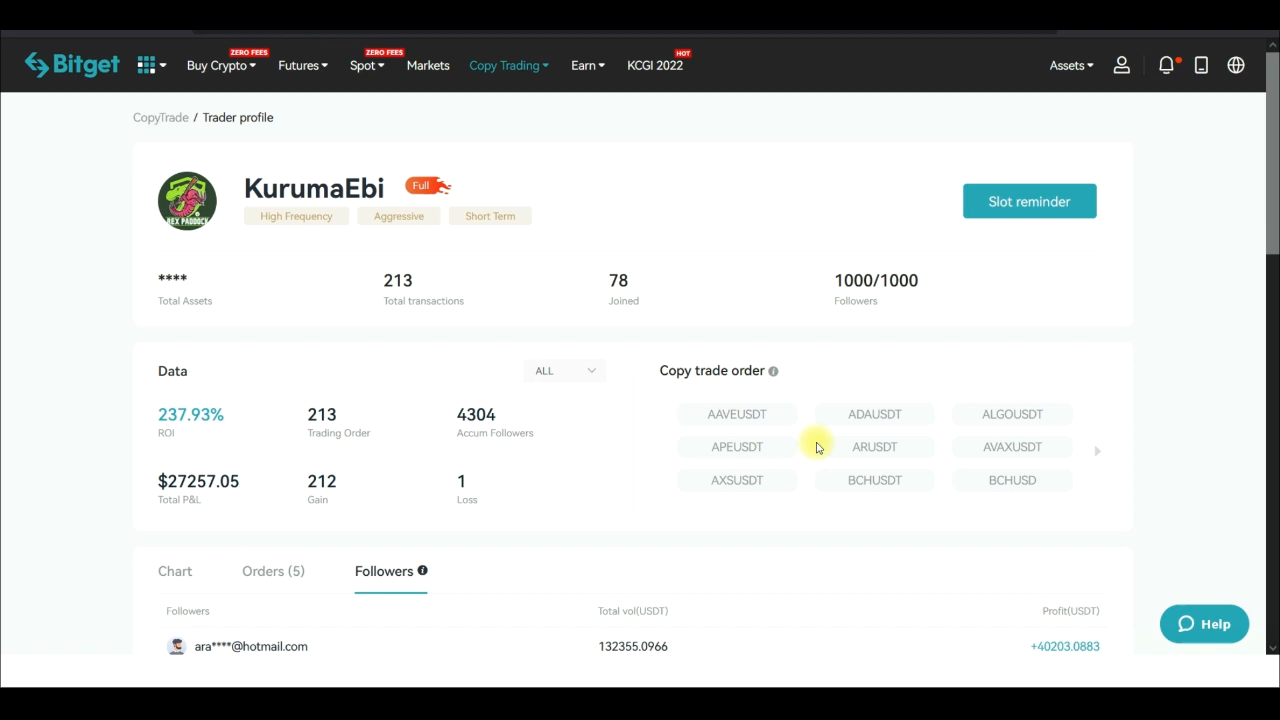 ZERO FEES ZERO FEES HOT
Bitget Buy Crypto Futures Spot Markets Copy Trading Earn KCGI 2022 Assets
CopyTrade / Trader profile
KurumaEbi Full
High Frequency Aggressive Short Term
Slot reminder
HEX PADDOCK
**** 213 78 1000/1000
Total Assets Total transactions Joined Followers
Data ALL Copy trade order
237.93% 213 4304
ROI Trading Order Accum Followers
$27257.05 212 1
Total P&L Gain Loss
AAVEUSDT ADAUSDT ALGOUSDT
APEUSDT ARUSDT AVAXUSDT
AXSUSDT BCHUSDT BCHUSD
Chart Orders (5) Followers
Followers Total vol(USDT) Profit(USDT)
ara****@hotmail.com 132355.0966 +40203.0883
Help